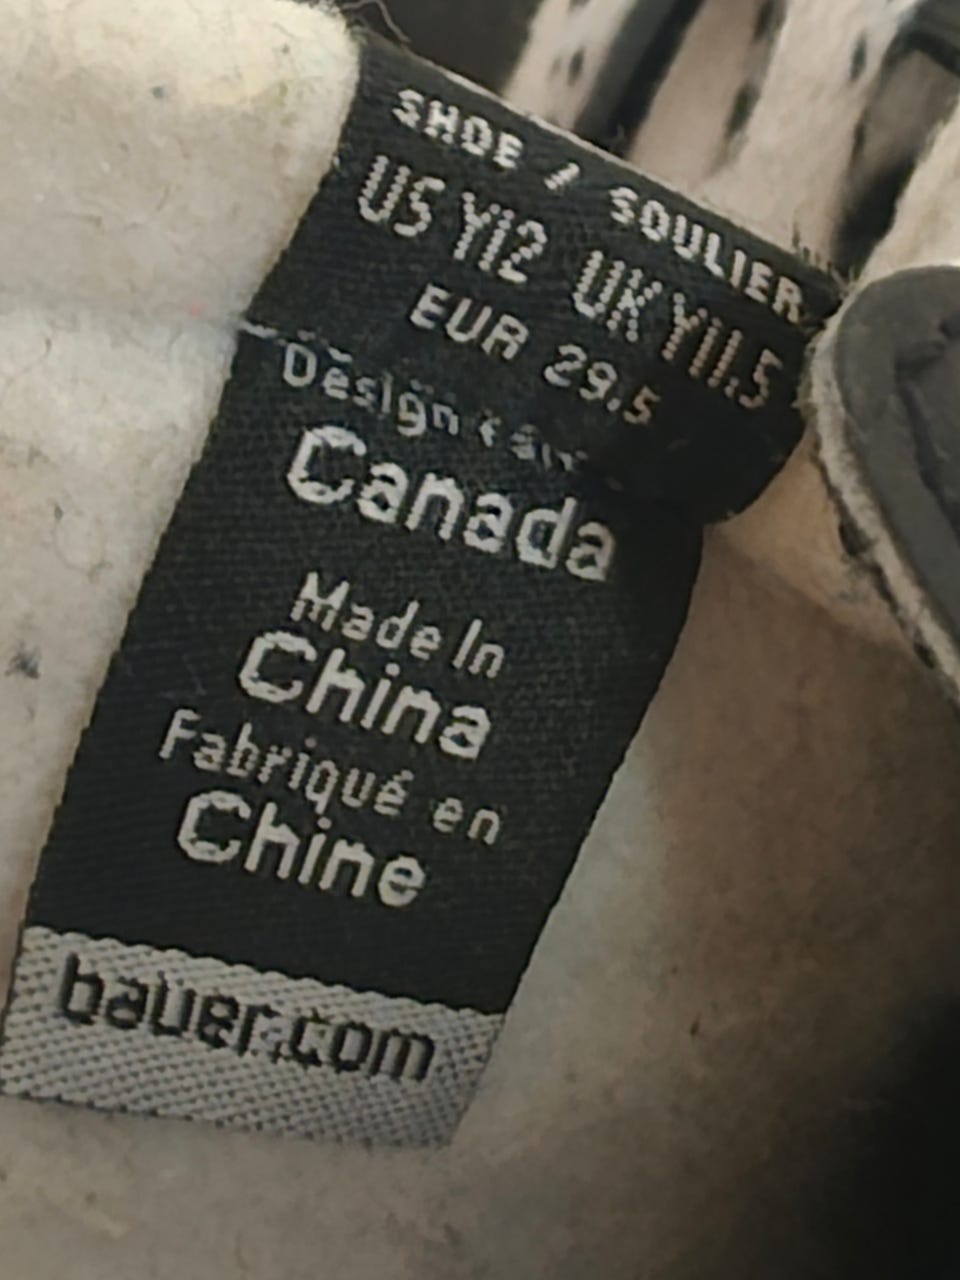 SHOE / SOULIER
US Y12 UK Y11.5
EUR 29.5
Design
Canada
Made In
China
Fabriqué en
Chine
bauer.com